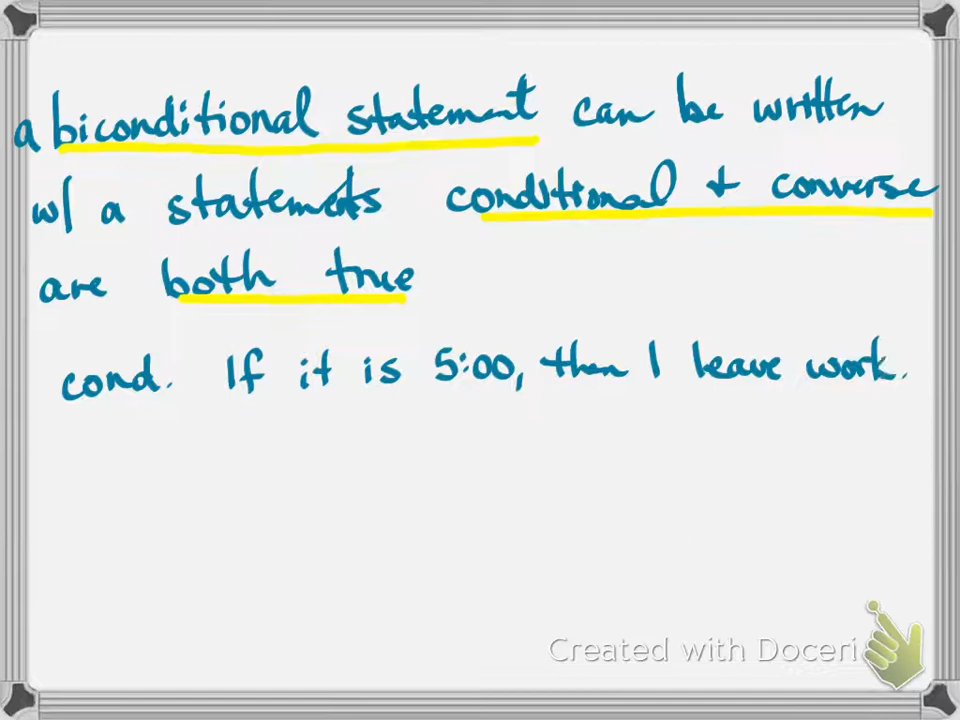 a biconditional statement can be written
w/ a statements conditional + converse
are both true
cond. If it is 5:00, then I leave work.
Created with Doceri